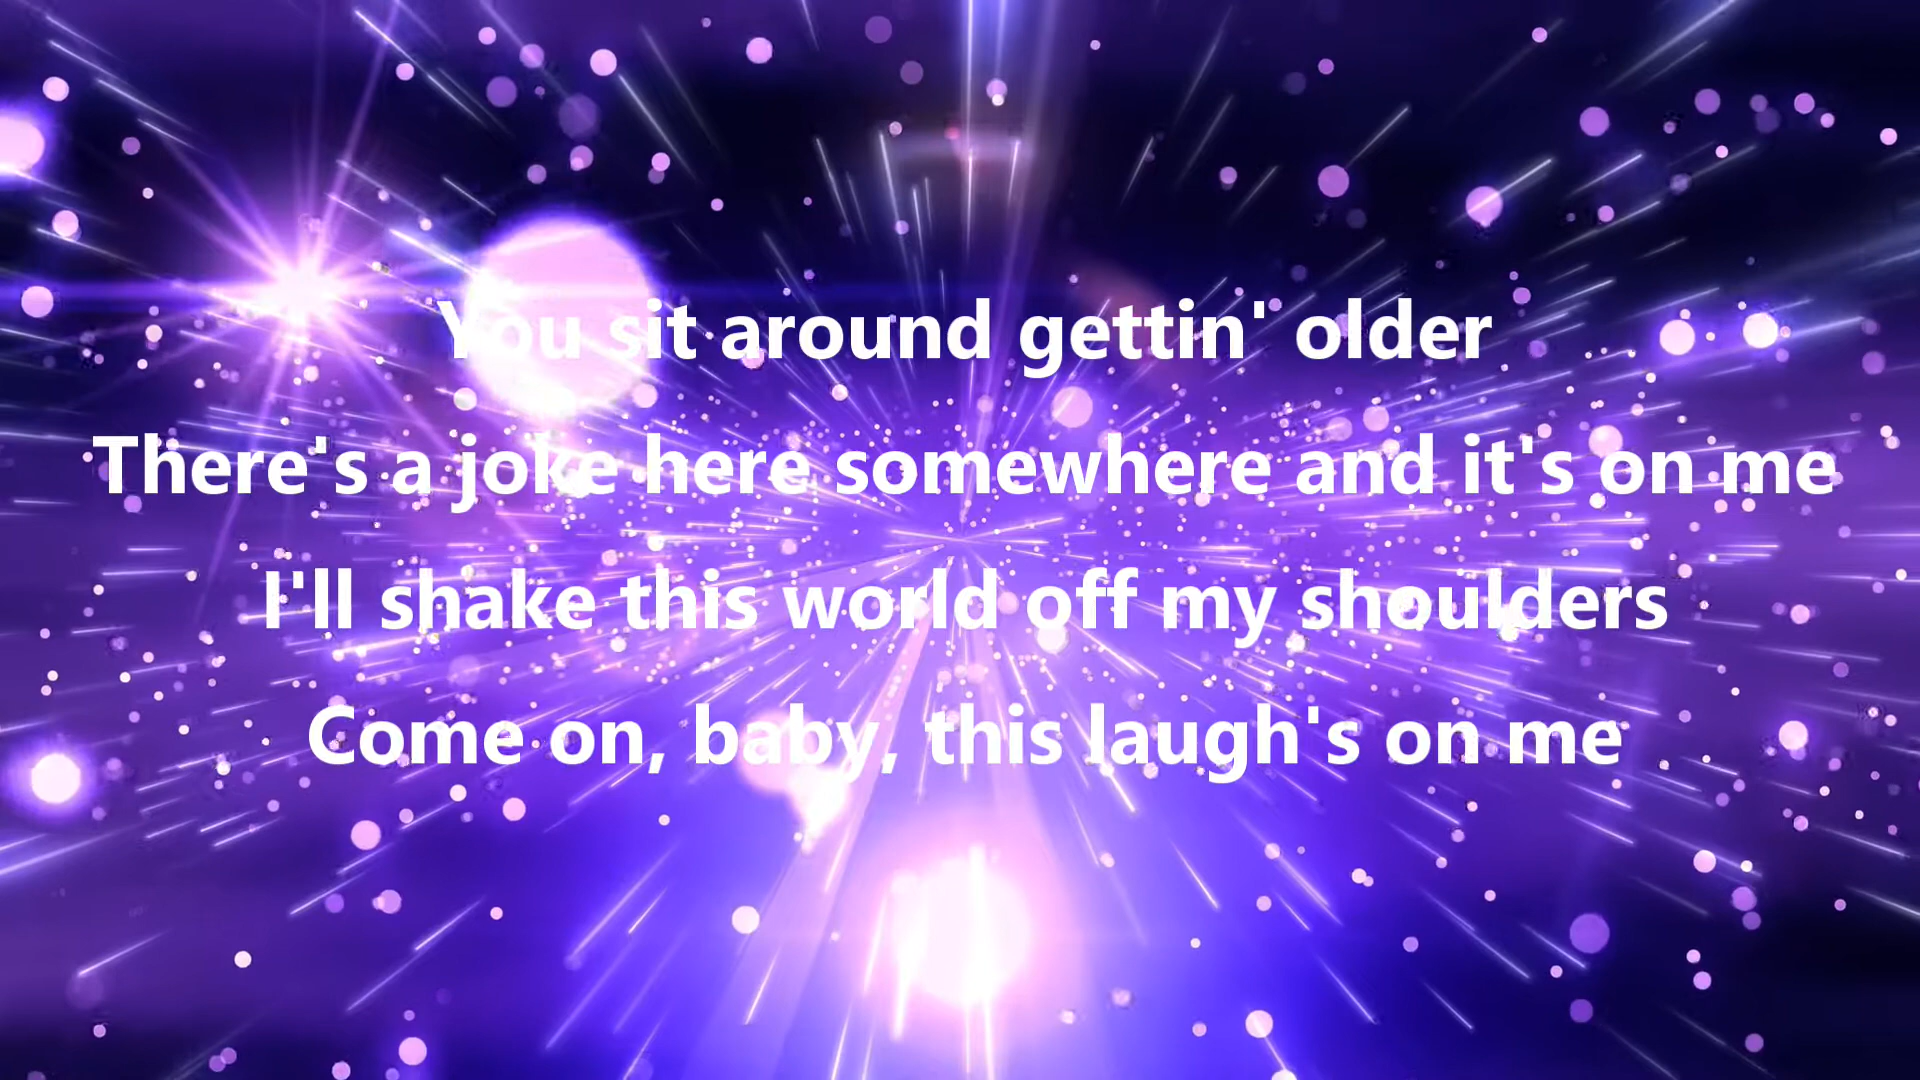 You sit around gettin' older
There's a joke here somewhere and it's on me
I'll shake this world off my shoulders
Come on, baby, this laugh's on me